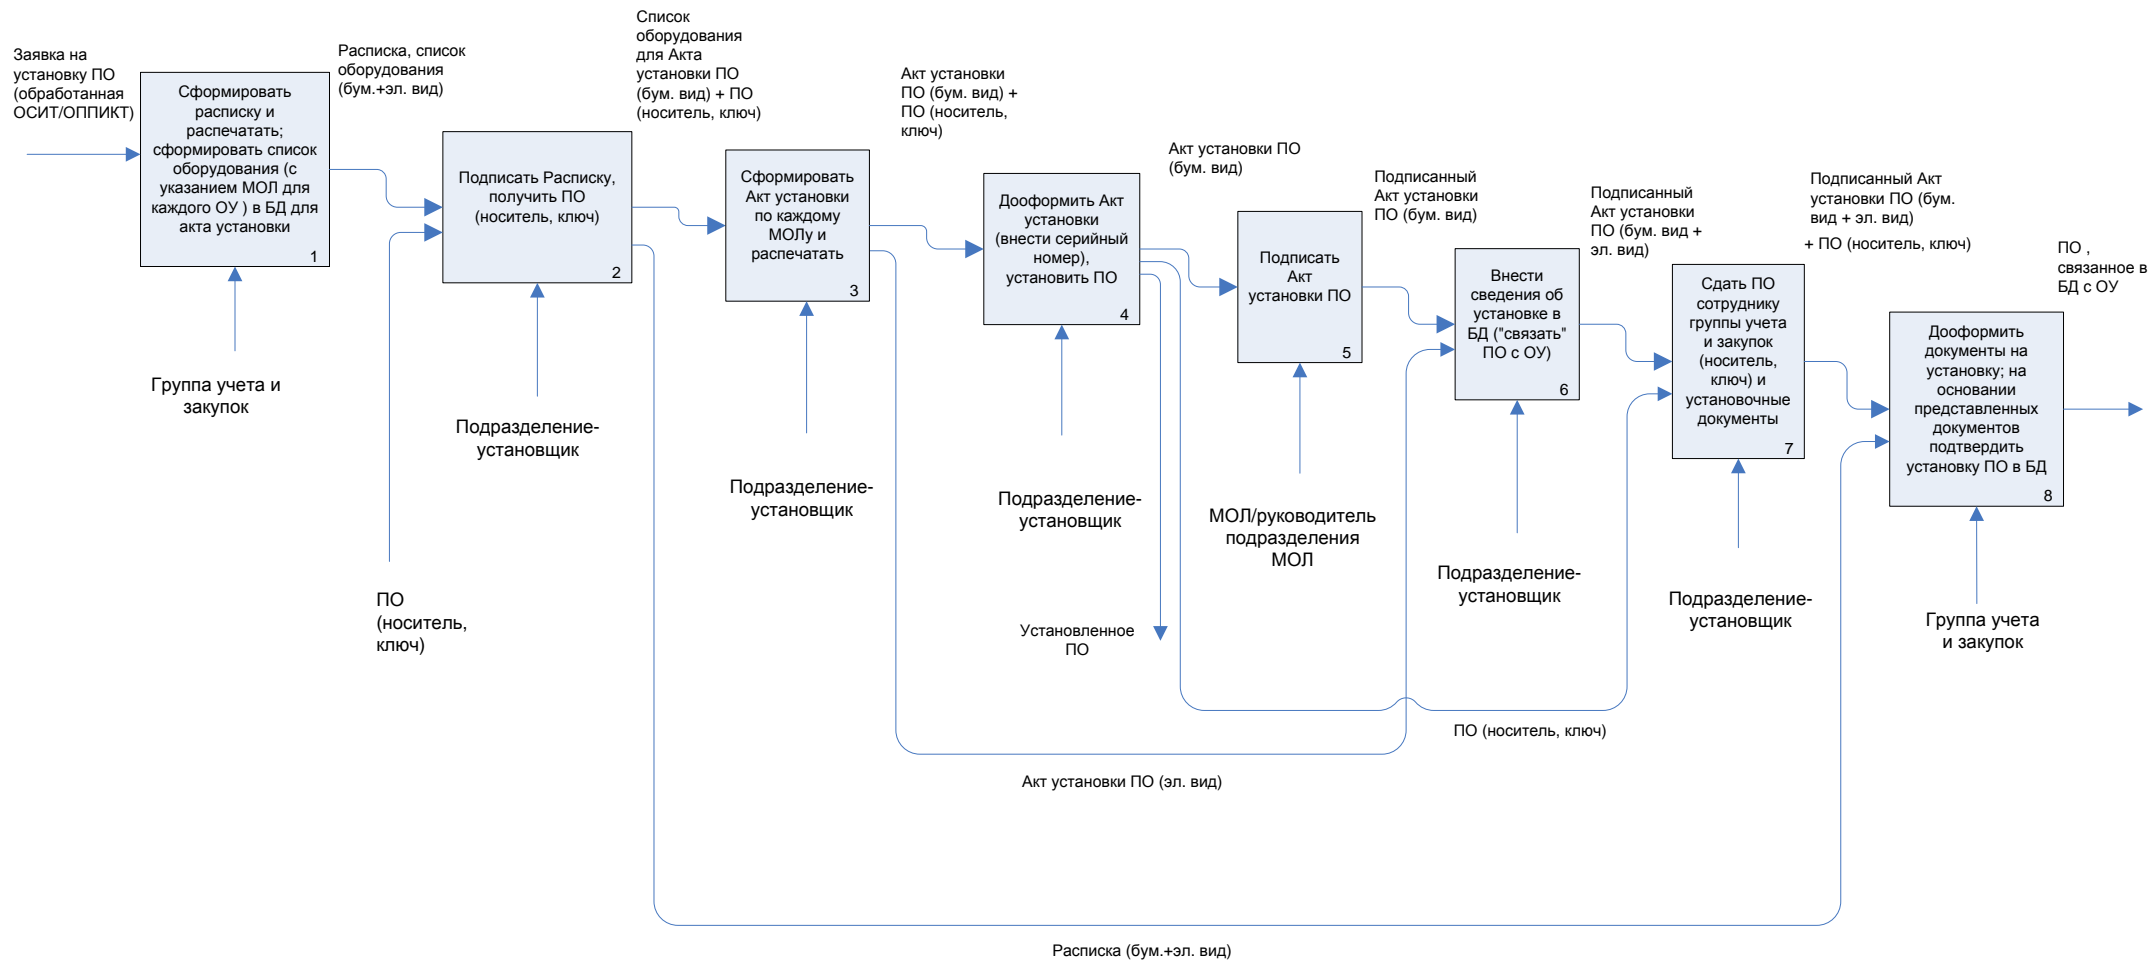 Заявка на
установку ПО
(обработанная
ОСИТ/ОППИКТ)
Сформировать
расписку и
распечатать;
сформировать список
оборудования (с
указанием МОЛ для
каждого ОУ ) в БД для
акта установки
1
Группа учета и
закупок
Расписка, список
оборудования
(бум.+эл. вид)
Подписать Расписку,
получить ПО
(носитель, ключ)
2
Подразделение-
установщик
ПО
(носитель,
ключ)
Список
оборудования
для Акта
установки ПО
(бум. вид) + ПО
(носитель, ключ)
Сформировать
Акт установки
по каждому
МОЛу и
распечатать
3
Подразделение-
установщик
Акт установки
ПО (бум. вид) +
ПО (носитель,
ключ)
Дооформить Акт
установки
(внести серийный
номер),
установить ПО
4
Подразделение-
установщик
Установленное
ПО
Акт установки ПО
(бум. вид)
Подписать
Акт
установки ПО
5
МОЛ/руководитель
подразделения
МОЛ
Подписанный
Акт установки
ПО (бум. вид)
Внести
сведения об
установке в
БД ("связать"
ПО с ОУ)
6
Подразделение-
установщик
Подписанный
Акт установки
ПО (бум. вид +
эл. вид)
Сдать ПО
сотруднику
группы учета
и закупок
(носитель,
ключ) и
установочные
документы
7
Подразделение-
установщик
Подписанный Акт
установки ПО (бум.
вид + эл. вид)
+ ПО (носитель, ключ)
Дооформить
документы на
установку; на
основании
представленных
документов
подтвердить
установку ПО в БД
8
Группа учета
и закупок
ПО ,
связанное в
БД с ОУ
ПО (носитель, ключ)
Акт установки ПО (эл. вид)
Расписка (бум.+эл. вид)